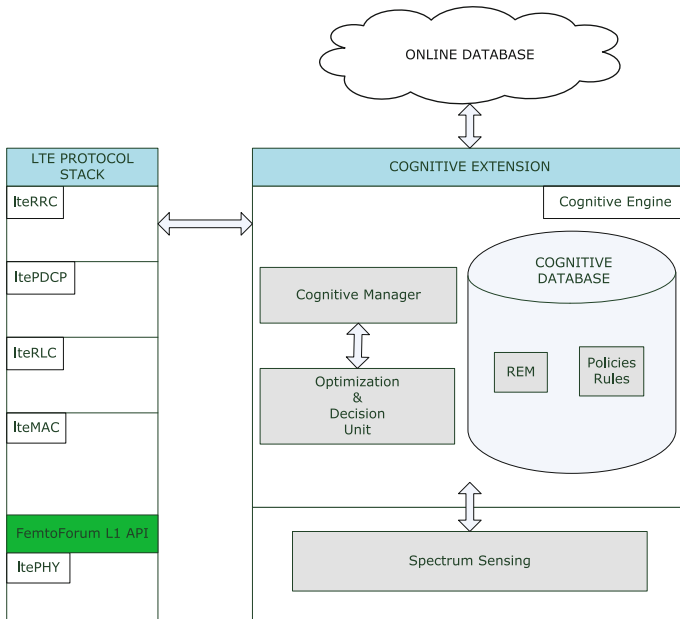 ONLINE DATABASE
LTE PROTOCOL
STACK
COGNITIVE EXTENSION
lteRRC
Cognitive Engine
ltePDCP
COGNITIVE
DATABASE
Cognitive Manager
lteRLC
REM
Policies
Rules
Optimization
&
Decision
Unit
lteMAC
FemtoForum L1 API
ltePHY
Spectrum Sensing